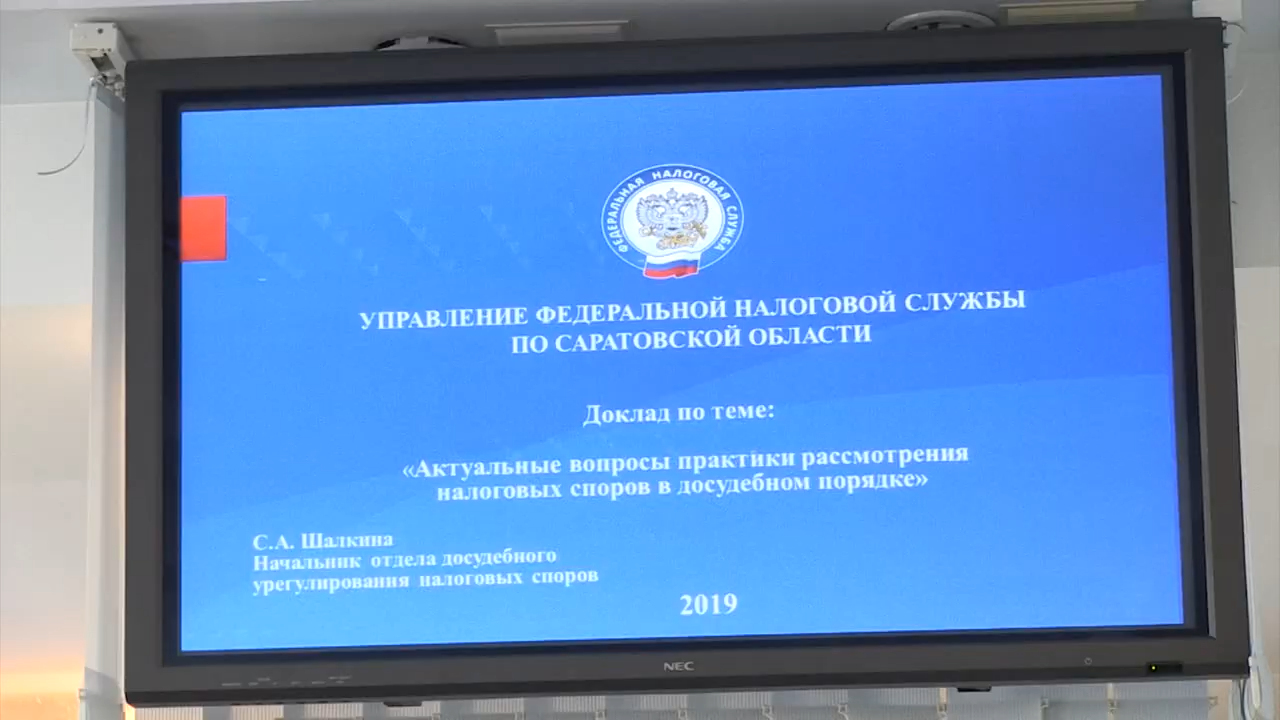 ФЕДЕРАЛЬНАЯ НАЛОГОВАЯ СЛУЖБА
УПРАВЛЕНИЕ ФЕДЕРАЛЬНОЙ НАЛОГОВОЙ СЛУЖБЫ
ПО САРАТОВСКОЙ ОБЛАСТИ
Доклад по теме:
«Актуальные вопросы практики рассмотрения
налоговых споров в досудебном порядке»
С.А. Шалкина
Начальник отдела досудебного
урегулирования налоговых споров
2019
NEC